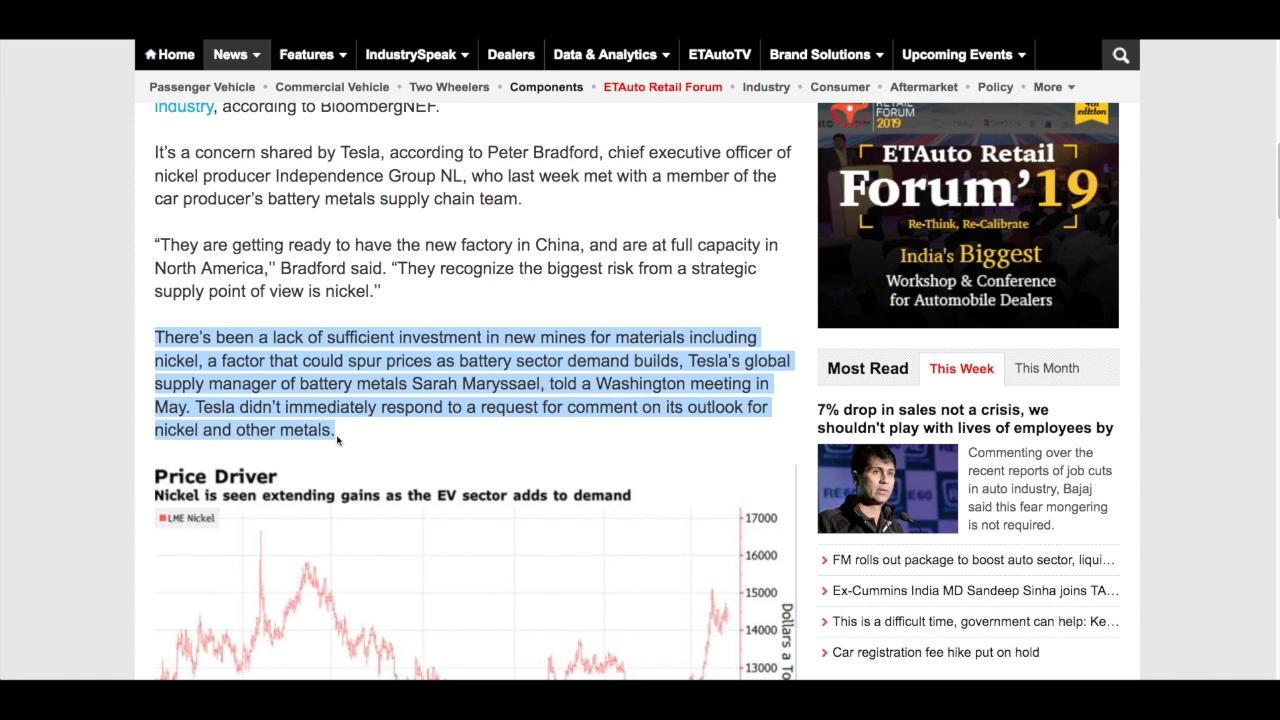 Home News Features IndustrySpeak Dealers Data & Analytics ETAutoTV Brand Solutions Upcoming Events
Passenger Vehicle • Commercial Vehicle • Two Wheelers • Components • ETAuto Retail Forum • Industry • Consumer • Aftermarket • Policy • More
industry, according to BloombergNEF.
It's a concern shared by Tesla, according to Peter Bradford, chief executive officer of
nickel producer Independence Group NL, who last week met with a member of the
car producer's battery metals supply chain team.
“They are getting ready to have the new factory in China, and are at full capacity in
North America,’’ Bradford said. “They recognize the biggest risk from a strategic
supply point of view is nickel.’’
There's been a lack of sufficient investment in new mines for materials including
nickel, a factor that could spur prices as battery sector demand builds, Tesla's global
supply manager of battery metals Sarah Maryssael, told a Washington meeting in
May. Tesla didn't immediately respond to a request for comment on its outlook for
nickel and other metals.
Price Driver
Nickel is seen extending gains as the EV sector adds to demand
LME Nickel
17000
16000
15000
14000
13000
Dollars a To
RETAIL
FORUM
2019
4th
edition
ETAuto Retail
Forum'19
Re-Think, Re-Calibrate
India's Biggest
Workshop & Conference
for Automobile Dealers
Most Read This Week This Month
7% drop in sales not a crisis, we
shouldn't play with lives of employees by
Commenting over the
recent reports of job cuts
in auto industry, Bajaj
said this fear mongering
is not required.
RE60
FM rolls out package to boost auto sector, liqui...
Ex-Cummins India MD Sandeep Sinha joins TA...
This is a difficult time, government can help: Ke...
Car registration fee hike put on hold